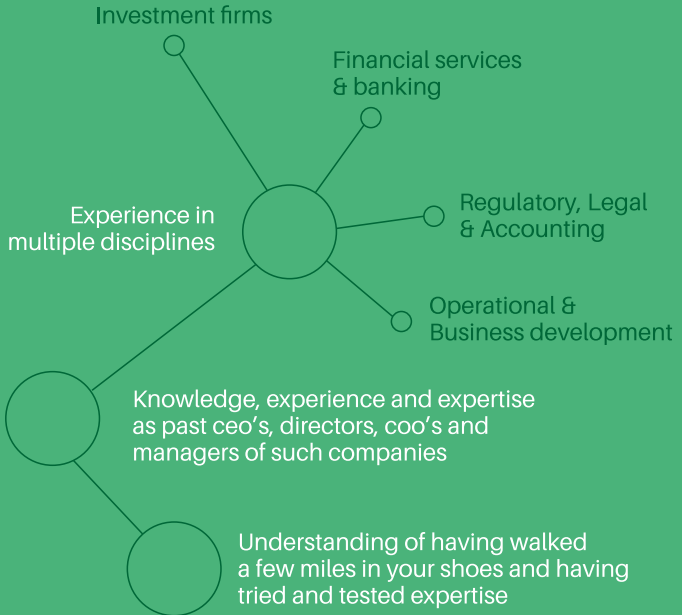 Investment firms
Financial services
& banking
Experience in
multiple disciplines
Regulatory, Legal
& Accounting
Operational &
Business development
Knowledge, experience and expertise
as past ceo's, directors, coo's and
managers of such companies
Understanding of having walked
a few miles in your shoes and having
tried and tested expertise